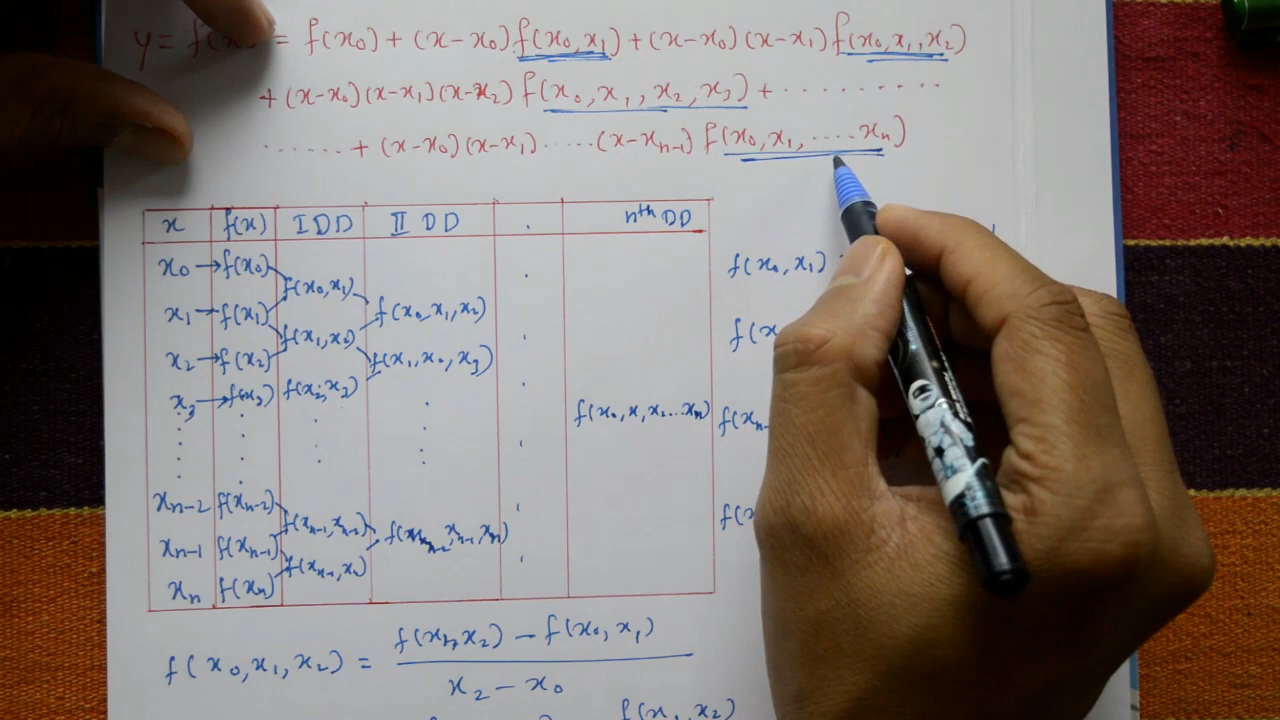 y = f(x) = f(x₀) + (x-x₀) f(x₀,x₁) + (x-x₀)(x-x₁) f(x₀,x₁,x₂)
+ (x-x₀)(x-x₁)(x-x₂) f(x₀,x₁,x₂,x₃) + . . . . . . . . .
. . . . . . + (x-x₀)(x-x₁) . . . . . (x-xₙ₋₁) f(x₀,x₁, . . . . xₙ)
x f(x) I DD II DD . nᵗʰ DD
x₀ → f(x₀)
f(x₀,x₁)
x₁ → f(x₁) f(x₀,x₁,x₂)
f(x₁,x₀)
x₂ → f(x₂) f(x₁,x₀,x₃)
x₃ → f(x₃) f(x₂,x₂)
f(x₀,x,x₂...xₙ)
xₙ₋₂ f(xₙ₋₂)
f(xₙ₋₁,xₙ₋₂)
xₙ₋₁ f(xₙ₋₁) f(xₙ₋₂,xₙ₋₁,xₙ)
xₙ f(xₙ)
f(x₀,x₁)
f(x
f(xₙ₋
f(x
f(x₀,x₁,x₂) = f(x₁,x₂) - f(x₀,x₁)
x₂ - x₀
f(x₁,x₂)